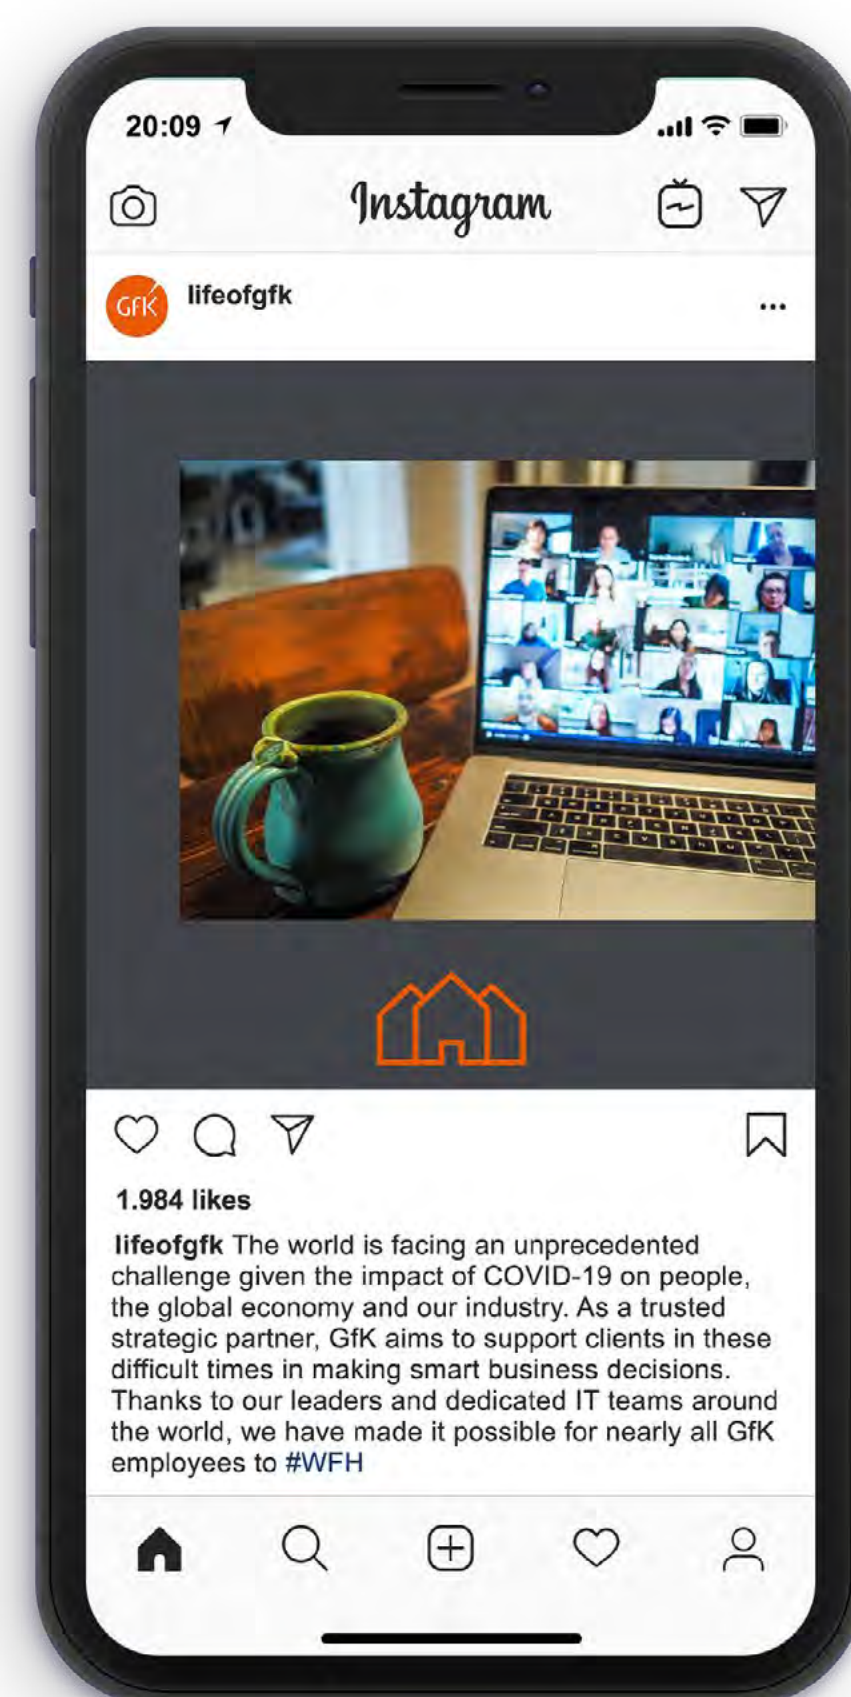 20:09
Instagram
GfK
lifeofgfk
1.984 likes
lifeofgfk The world is facing an unprecedented
challenge given the impact of COVID-19 on people,
the global economy and our industry. As a trusted
strategic partner, GfK aims to support clients in these
difficult times in making smart business decisions.
Thanks to our leaders and dedicated IT teams around
the world, we have made it possible for nearly all GfK
employees to #WFH